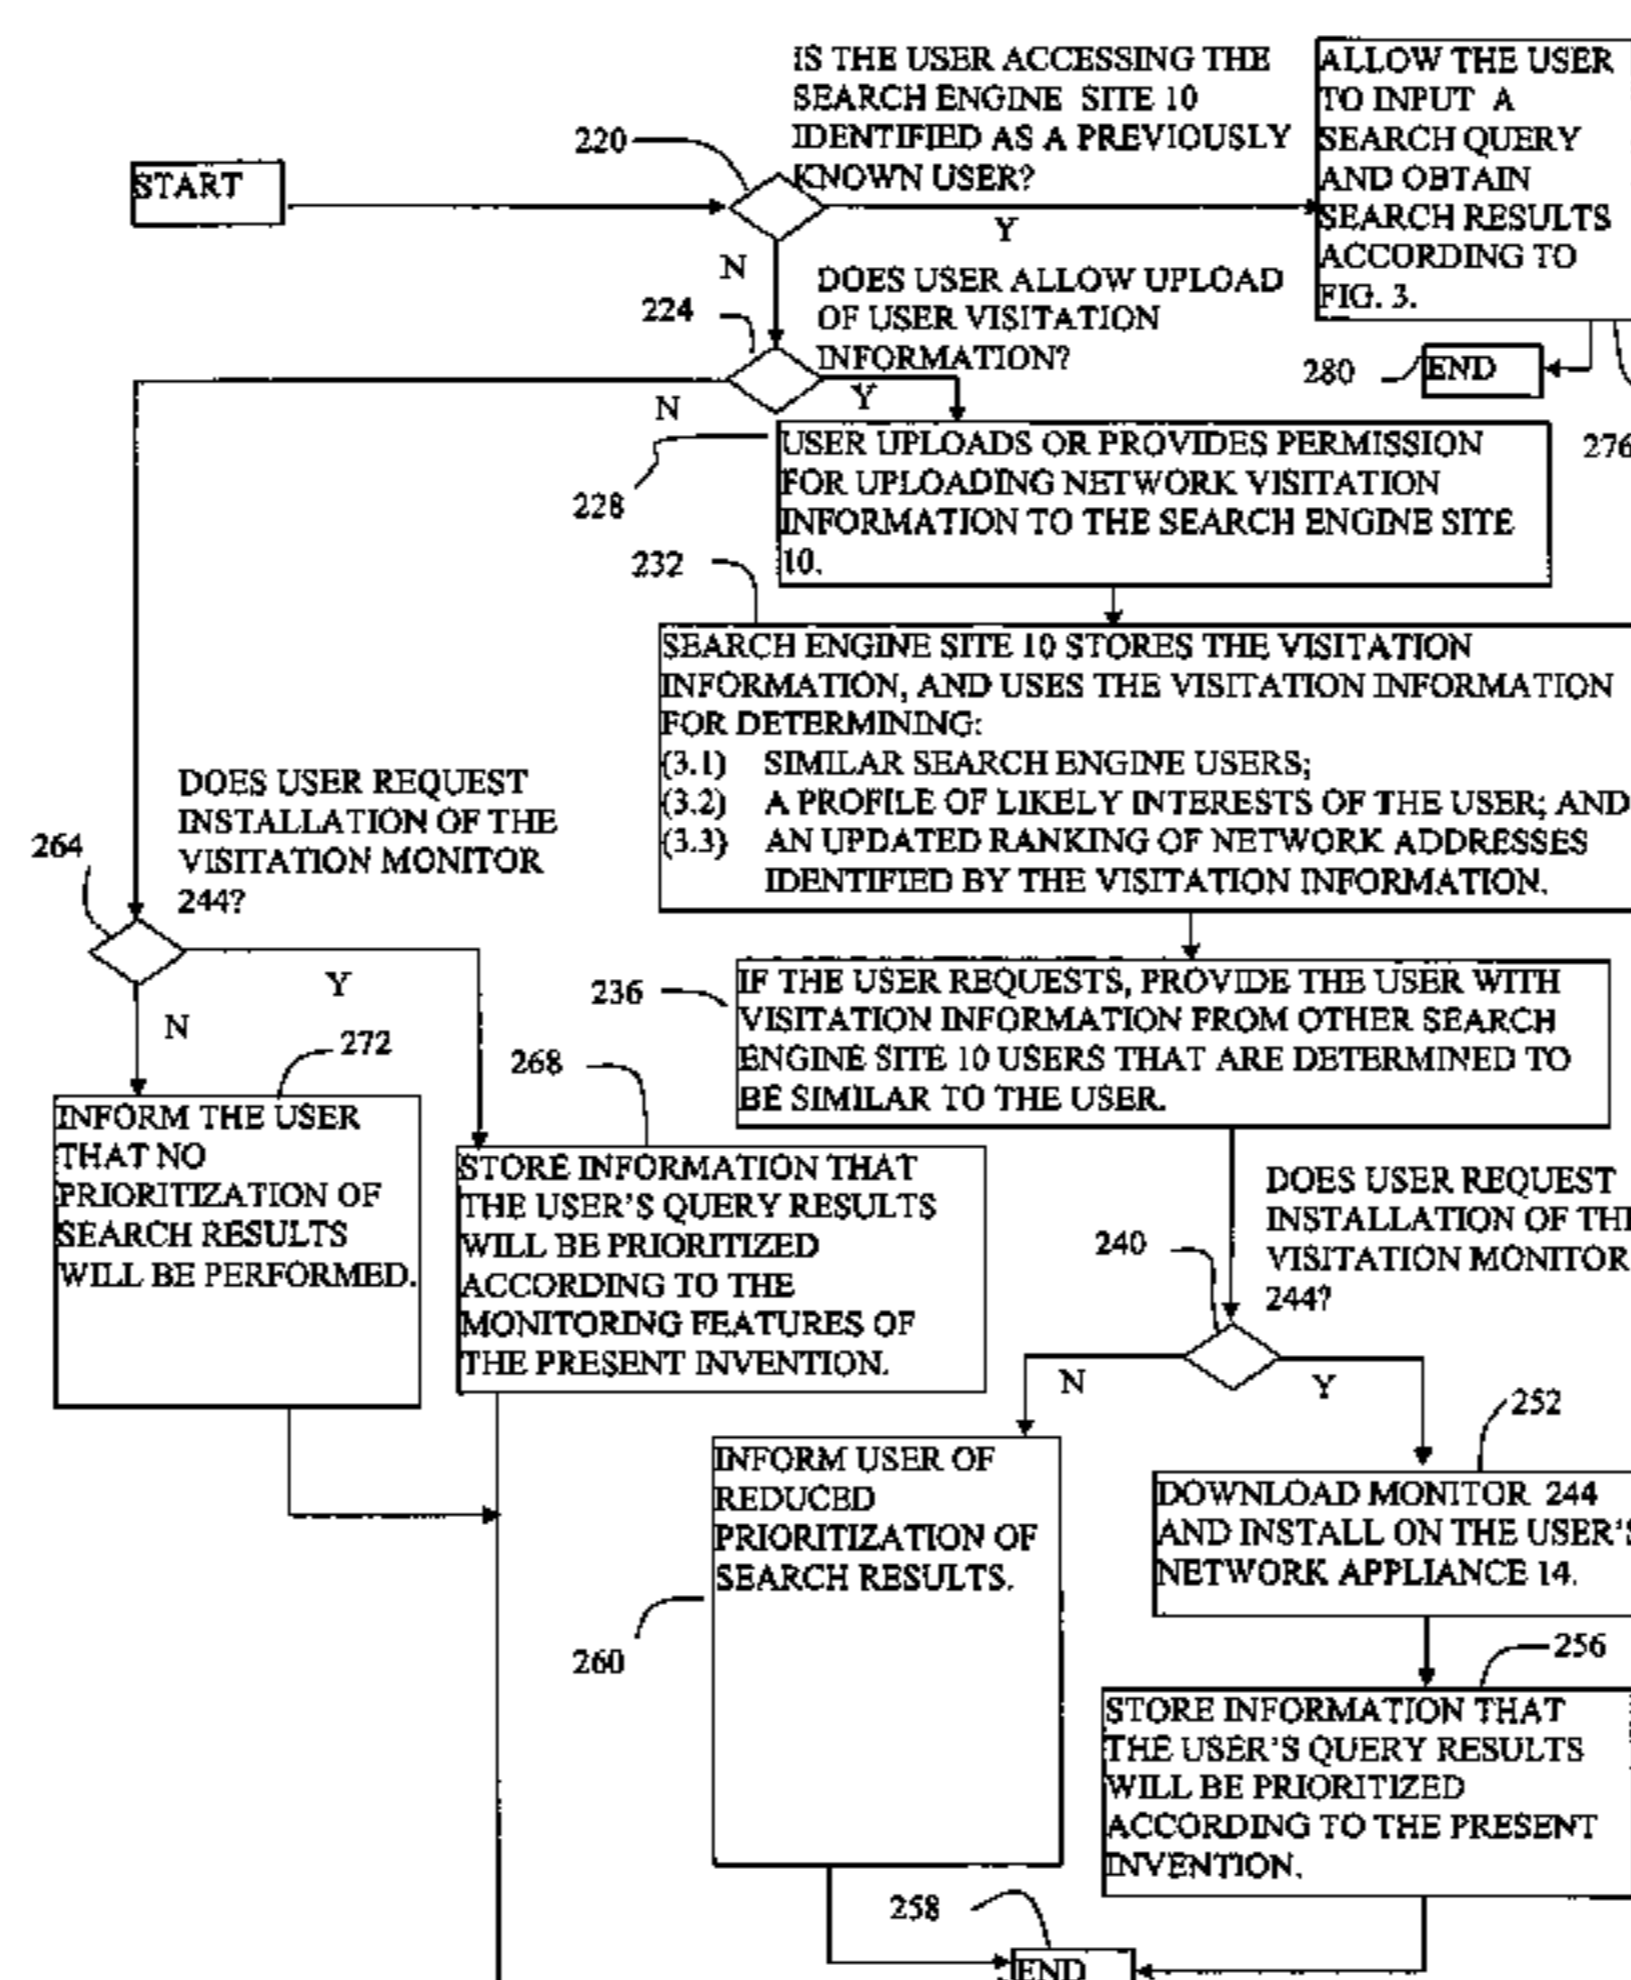 IS THE USER ACCESSING THE
SEARCH ENGINE SITE 10
IDENTIFIED AS A PREVIOUSLY
KNOWN USER?
220
START
Y
N
ALLOW THE USER
TO INPUT A
SEARCH QUERY
AND OBTAIN
SEARCH RESULTS
ACCORDING TO
FIG. 3.
280
END
276
224
DOES USER ALLOW UPLOAD
OF USER VISITATION
INFORMATION?
N
Y
228
USER UPLOADS OR PROVIDES PERMISSION
FOR UPLOADING NETWORK VISITATION
INFORMATION TO THE SEARCH ENGINE SITE
10.
232
SEARCH ENGINE SITE 10 STORES THE VISITATION
INFORMATION, AND USES THE VISITATION INFORMATION
FOR DETERMINING:
(3.1) SIMILAR SEARCH ENGINE USERS;
(3.2) A PROFILE OF LIKELY INTERESTS OF THE USER; AND
(3.3) AN UPDATED RANKING OF NETWORK ADDRESSES
IDENTIFIED BY THE VISITATION INFORMATION.
DOES USER REQUEST
INSTALLATION OF THE
VISITATION MONITOR
244?
264
Y
N
236
IF THE USER REQUESTS, PROVIDE THE USER WITH
VISITATION INFORMATION FROM OTHER SEARCH
ENGINE SITE 10 USERS THAT ARE DETERMINED TO
BE SIMILAR TO THE USER.
272
INFORM THE USER
THAT NO
PRIORITIZATION OF
SEARCH RESULTS
WILL BE PERFORMED.
268
STORE INFORMATION THAT
THE USER'S QUERY RESULTS
WILL BE PRIORITIZED
ACCORDING TO THE
MONITORING FEATURES OF
THE PRESENT INVENTION.
240
DOES USER REQUEST
INSTALLATION OF TH
VISITATION MONITOR
244?
N
Y
260
INFORM USER OF
REDUCED
PRIORITIZATION OF
SEARCH RESULTS.
252
DOWNLOAD MONITOR 244
AND INSTALL ON THE USER'S
NETWORK APPLIANCE 14.
256
STORE INFORMATION THAT
THE USER'S QUERY RESULTS
WILL BE PRIORITIZED
ACCORDING TO THE PRESENT
INVENTION.
258
END